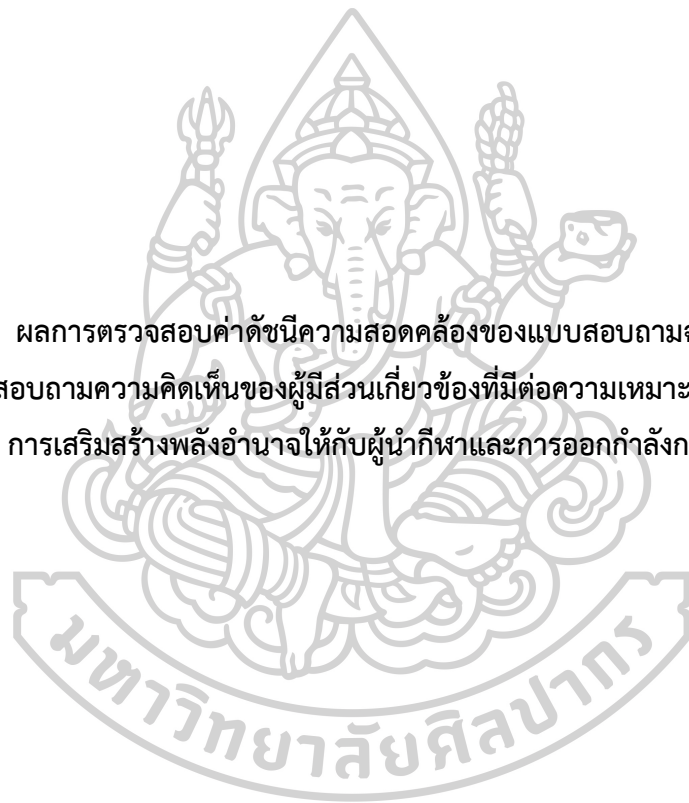 ผลการตรวจสอบค่าดัชนีความสอดคล้องของแบบสอบถาม
สอบถามความคิดเห็นของผู้มีส่วนเกี่ยวข้องที่มีต่อความเหมาะ
การเสริมสร้างพลังอำนาจให้กับผู้นำกีฬาและการออกกำลังก
มหาวิทยาลัยศิลปากร